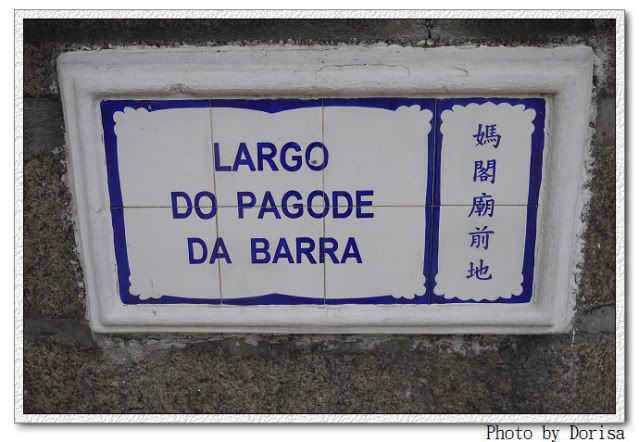 LARGO
DO PAGODE
DA BARRA
媽閣廟前地
Photo by Dorisa